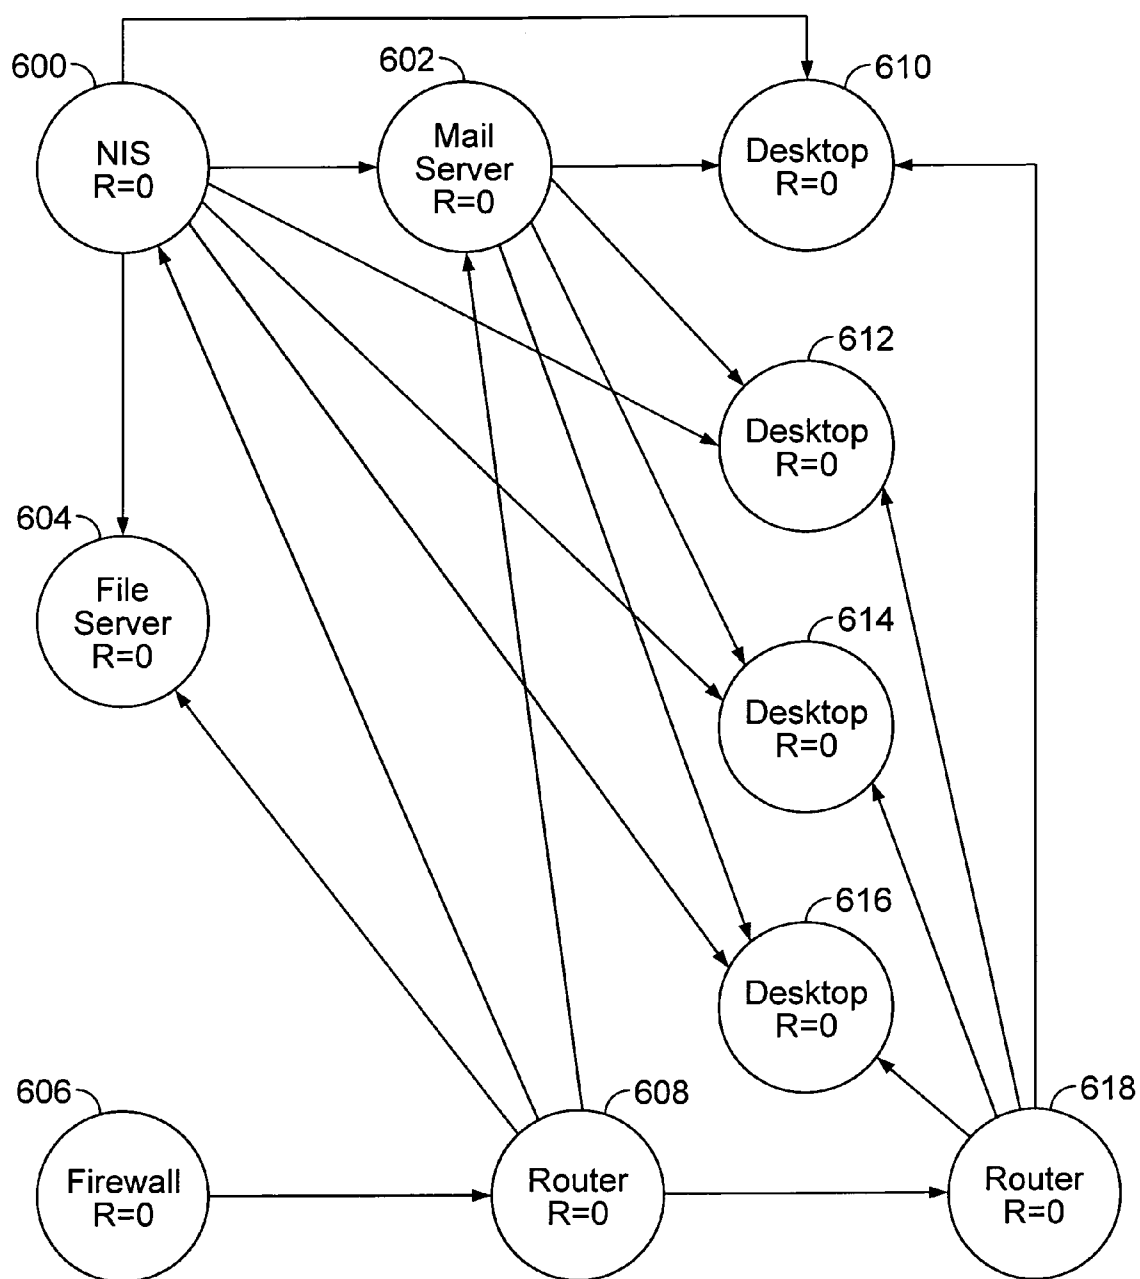 600
NIS
R=0
602
Mail
Server
R=0
610
Desktop
R=0
612
Desktop
R=0
604
File
Server
R=0
614
Desktop
R=0
616
Desktop
R=0
606
Firewall
R=0
608
Router
R=0
618
Router
R=0